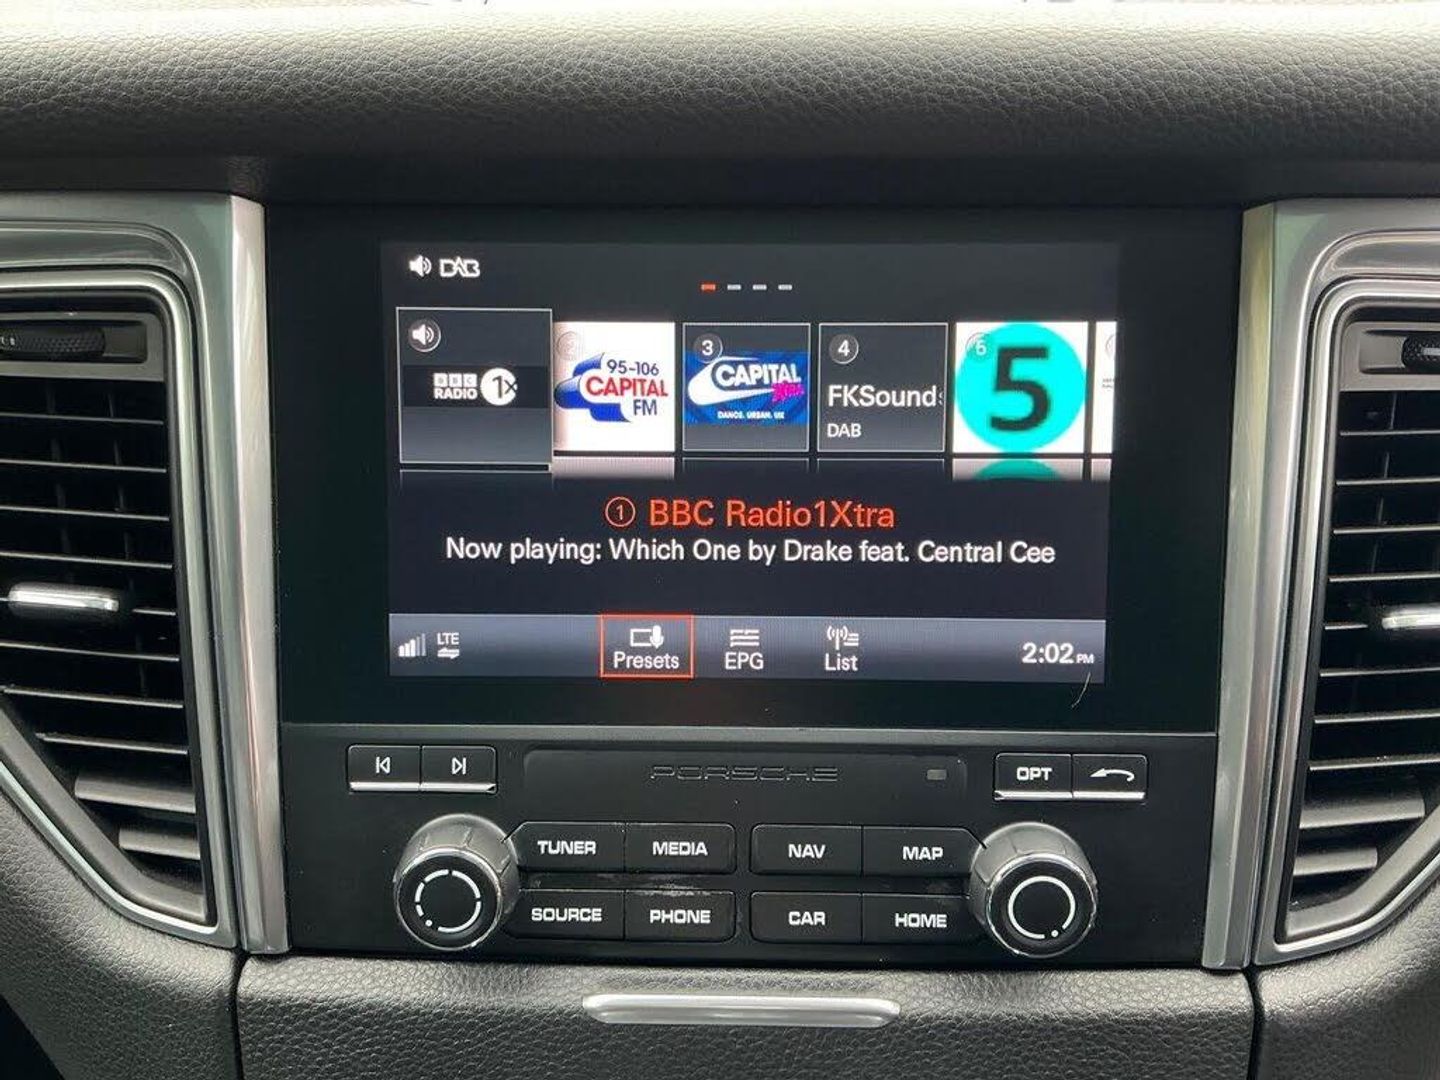 DAB
BBC
RADIO 1X
95-106
CAPITAL
FM
3
CAPITAL
XTRA
4
FKSound
DAB
5
5
1 BBC Radio1Xtra
Now playing: Which One by Drake feat. Central Cee
LTE
Presets
EPG
List
2:02 PM
PORSCHE
OPT
TUNER
MEDIA
NAV
MAP
SOURCE
PHONE
CAR
HOME